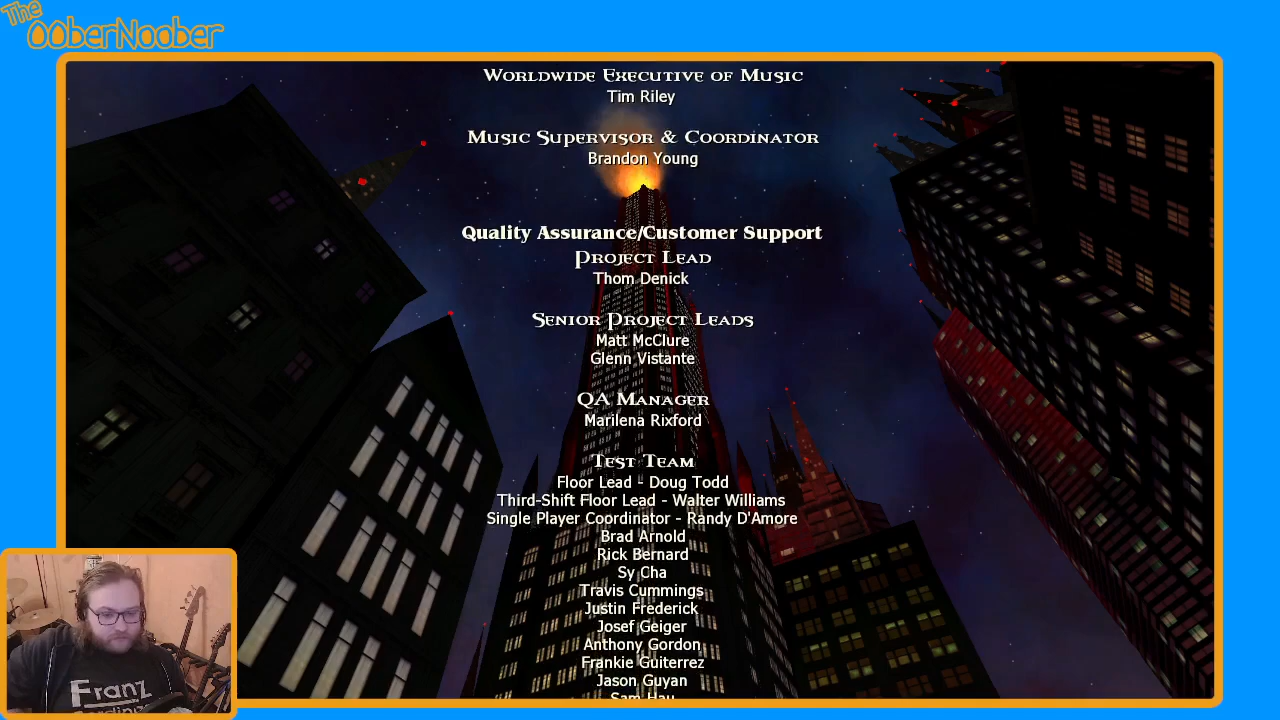 The
OOberNoober
Worldwide Executive of Music
Tim Riley
Music Supervisor & Coordinator
Brandon Young
Quality Assurance/Customer Support
Project Lead
Thom Denick
Senior Project Leads
Matt McClure
Glenn Vistante
QA Manager
Marilena Rixford
Test Team
Floor Lead - Doug Todd
Third-Shift Floor Lead - Walter Williams
Single Player Coordinator - Randy D'Amore
Brad Arnold
Rick Bernard
Sy Cha
Travis Cummings
Justin Frederick
Josef Geiger
Anthony Gordon
Frankie Guiterrez
Jason Guyan
Sam Hau
Franz